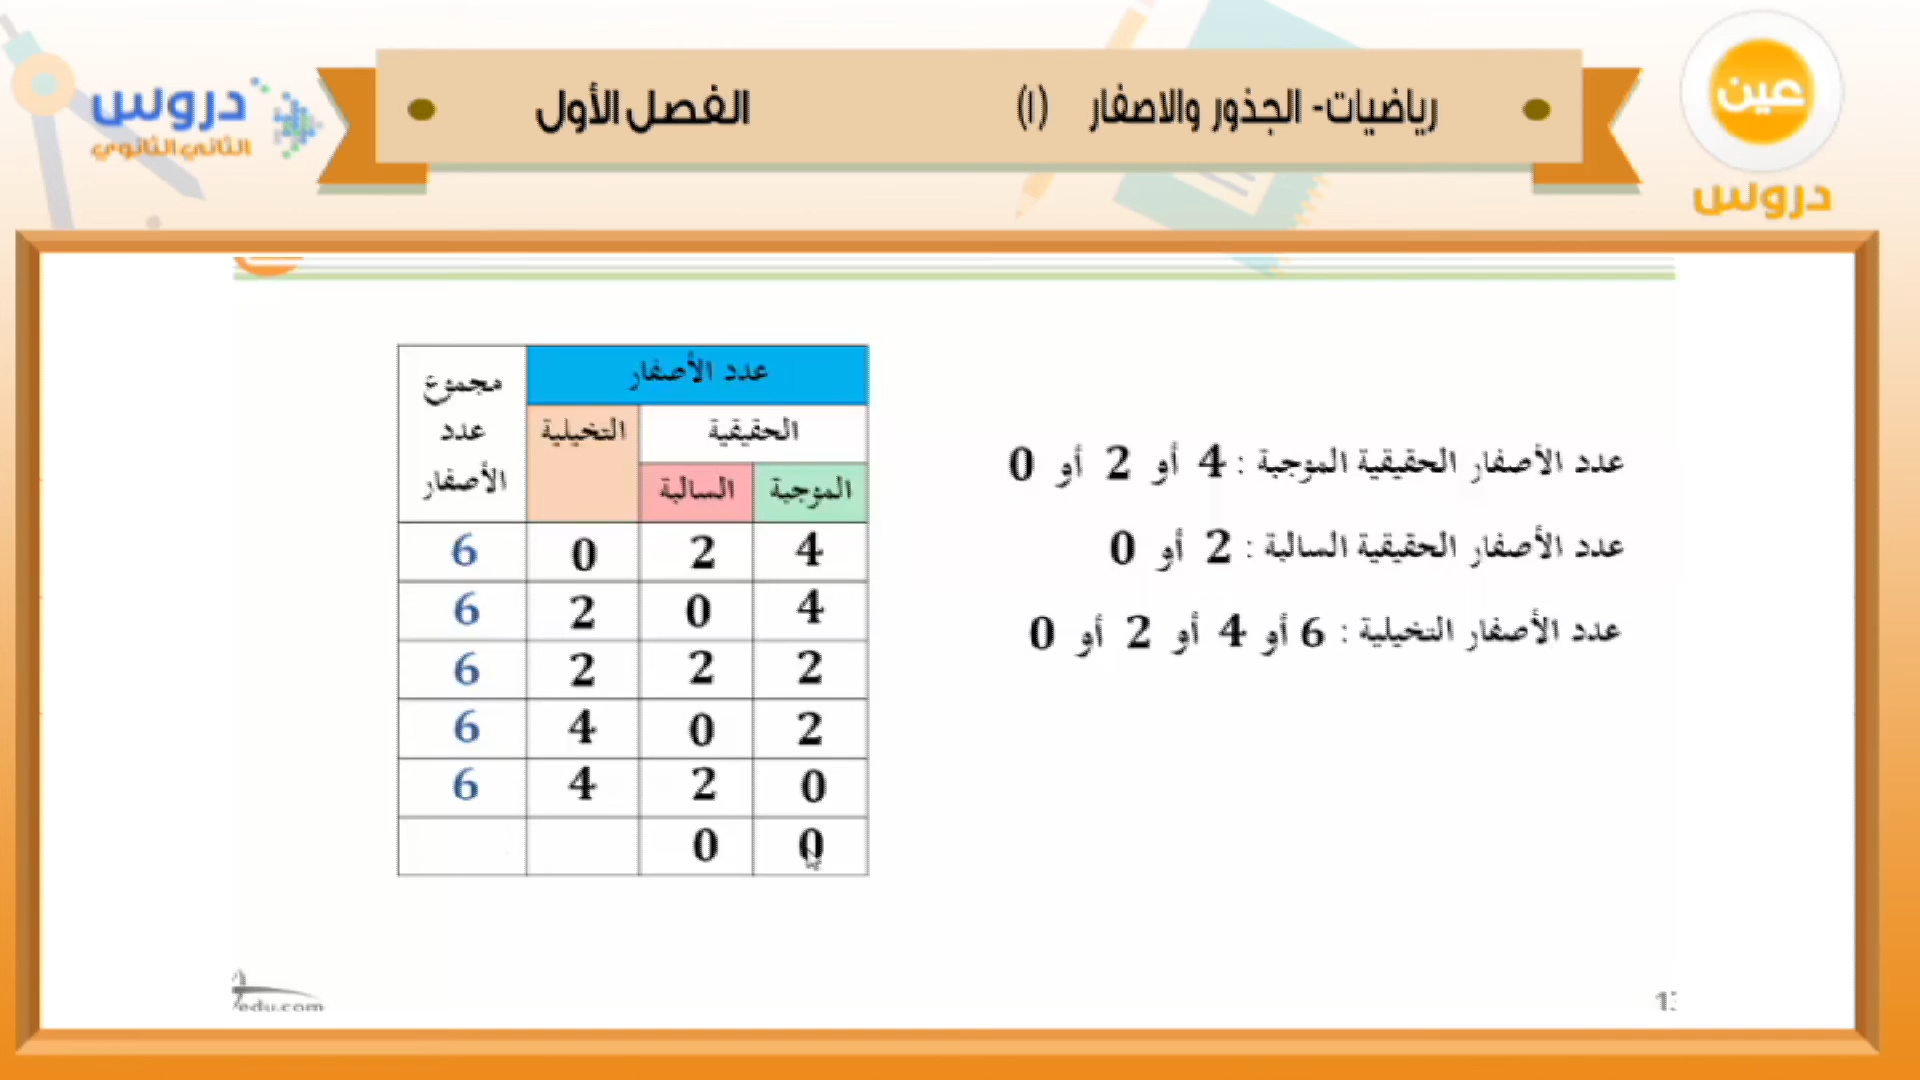 عين
دروس
رياضيات- الجذور والاصفار (١) الفصل الأول
دروس
الثاني الثانوي
عدد الأصفار
مجموع عدد الأصفار
الحقيقية
التخيلية
الموجبة
السالبة
4 2 0 6
4 0 2 6
2 2 2 6
2 0 4 6
0 2 4 6
0 0
عدد الأصفار الحقيقية الموجبة : 4 أو 2 أو 0
عدد الأصفار الحقيقية السالبة : 2 أو 0
عدد الأصفار التخيلية : 6 أو 4 أو 2 أو 0
edu.com